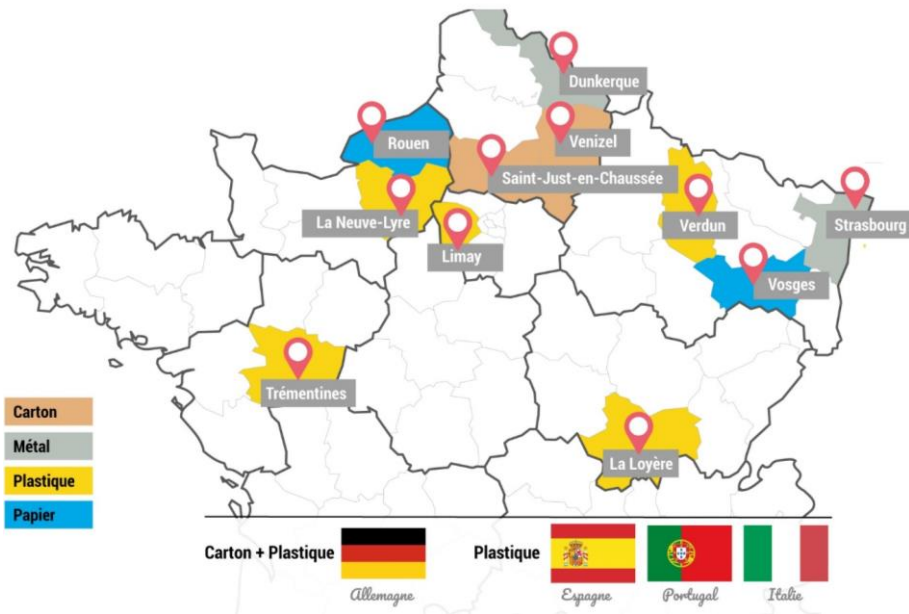 Dunkerque
Rouen
Venizel
Saint-Just-en-Chaussée
La Neuve-Lyre
Verdun
Strasbourg
Limay
Vosges
Trémentines
Carton
Métal
La Loyère
Plastique
Papier
Carton + Plastique
Plastique
Allemagne
Espagne
Portugal
Italie